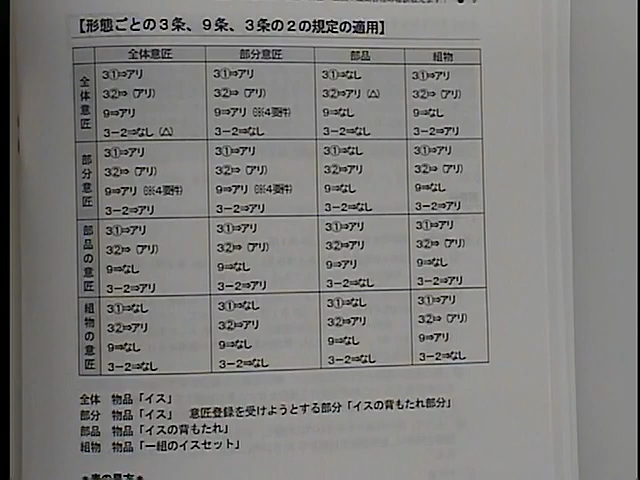 【形態ごとの３条、９条、３条の２の規定の適用】
全体意匠 部分意匠 部品 組物
全体意匠
3①⇒アリ 3①⇒アリ 3①⇒なし 3①⇒アリ
3②⇒（アリ） 3②⇒（アリ） 3②⇒アリ（△） 3②⇒（アリ）
9⇒アリ 9⇒アリ 9⇒なし 9⇒なし
3−2⇒なし（△） 3−2⇒なし 3−2⇒なし 3−2⇒アリ
部分意匠
3①⇒アリ 3①⇒アリ 3①⇒なし 3①⇒アリ
3②⇒（アリ） 3②⇒（アリ） 3②⇒アリ 3②⇒（アリ）
9⇒アリ 9⇒アリ 9⇒なし 9⇒なし
3−2⇒アリ 3−2⇒アリ 3−2⇒なし 3−2⇒アリ
部品の意匠
3①⇒アリ 3①⇒アリ 3①⇒アリ 3①⇒アリ
3②⇒（アリ） 3②⇒（アリ） 3②⇒アリ 3②⇒（アリ）
9⇒なし 9⇒なし 9⇒アリ 9⇒なし
3−2⇒アリ 3−2⇒アリ 3−2⇒なし 3−2⇒アリ
組物の意匠
3①⇒なし 3①⇒なし 3①⇒なし 3①⇒アリ
3②⇒アリ 3②⇒アリ 3②⇒アリ 3②⇒（アリ）
9⇒なし 9⇒なし 9⇒なし 9⇒アリ
3−2⇒なし 3−2⇒なし 3−2⇒なし 3−2⇒なし
全体 物品「イス」
部分 物品「イス」 意匠登録を受けようとする部分「イスの背もたれ部分」
部品 物品「イスの背もたれ」
組物 物品「一組のイスセット」